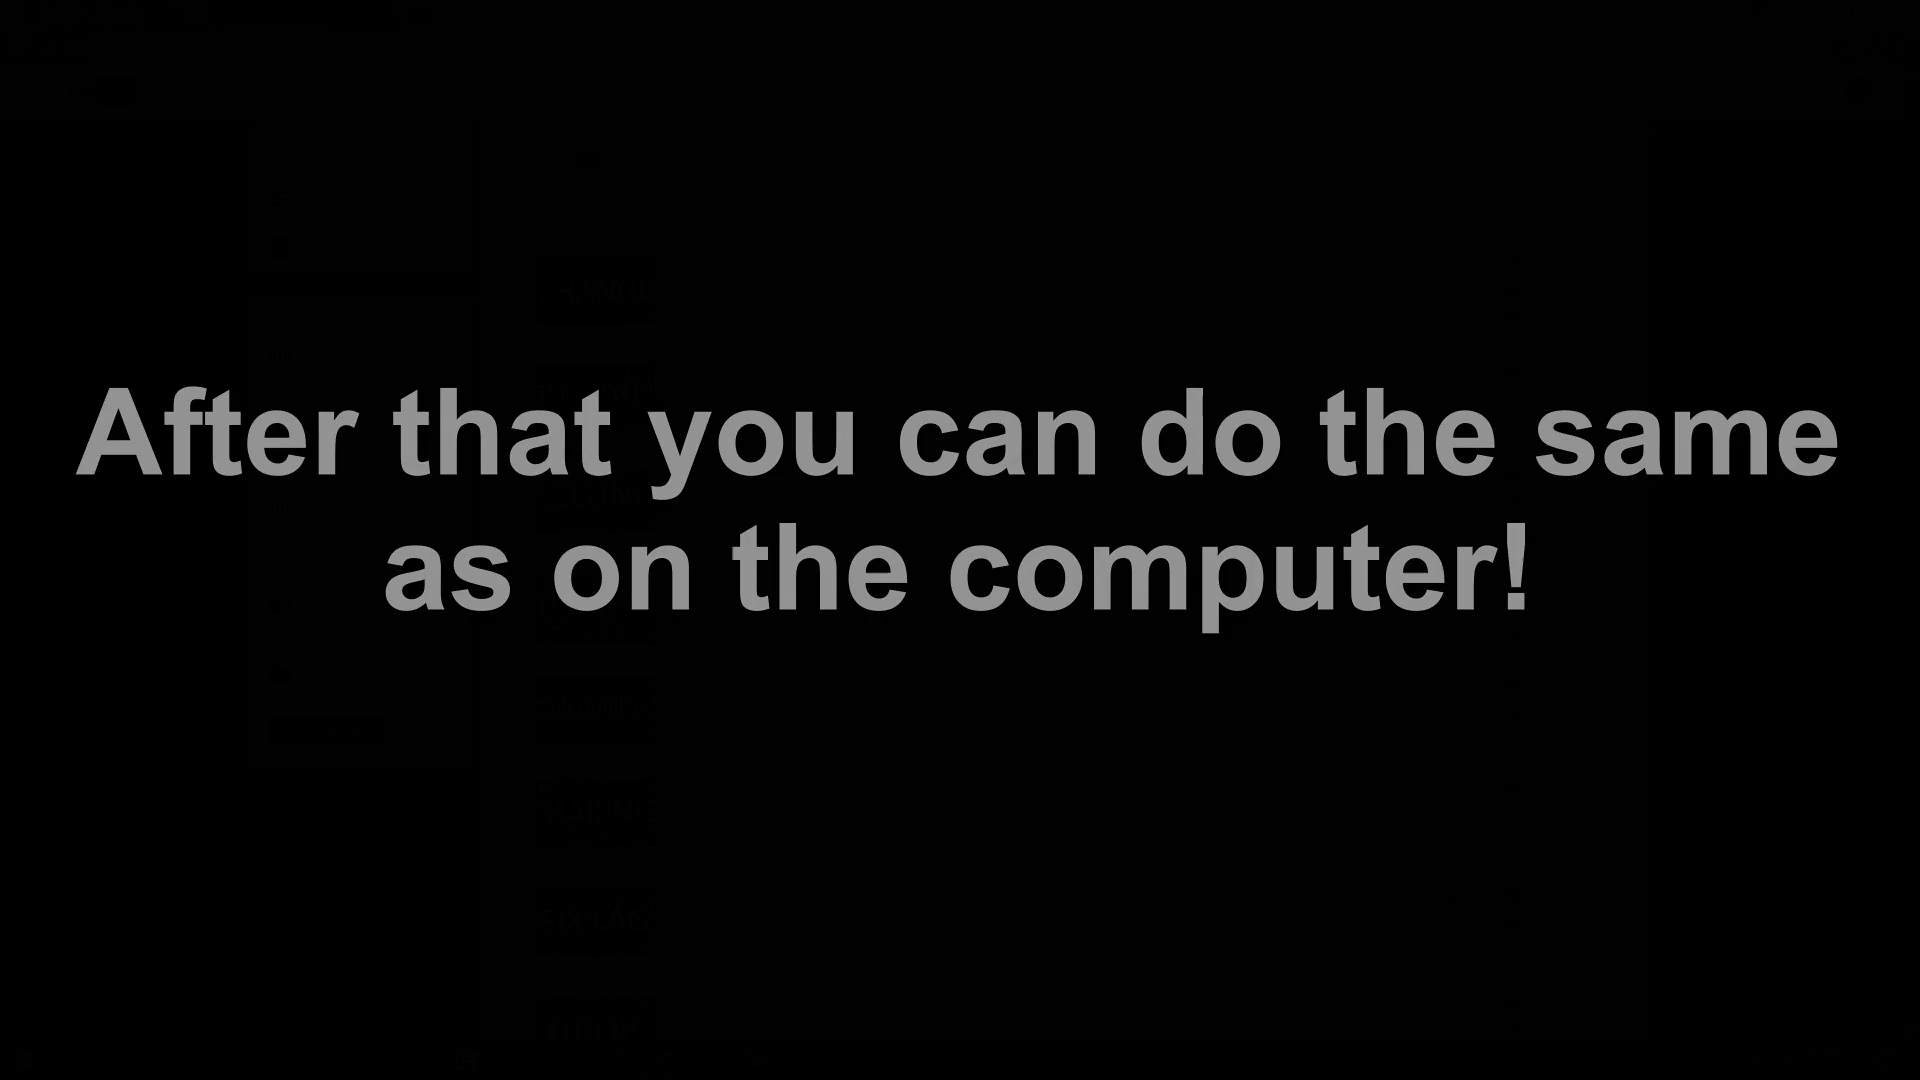 After that you can do the same
as on the computer!